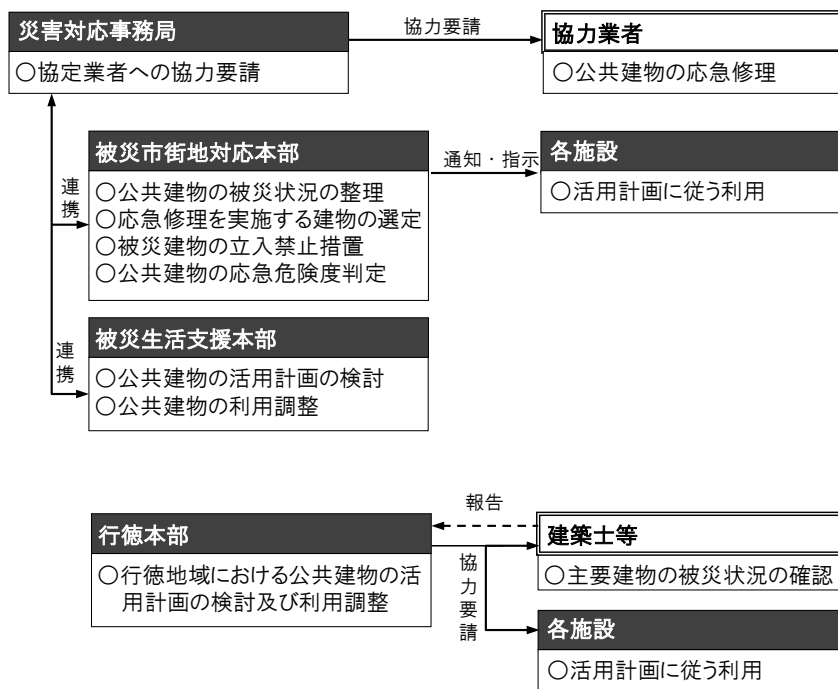 災害対応事務局
○協定業者への協力要請
協力要請
協力業者
○公共建物の応急修理
連携
被災市街地対応本部
○公共建物の被災状況の整理
○応急修理を実施する建物の選定
○被災建物の立入禁止措置
○公共建物の応急危険度判定
通知・指示
各施設
○活用計画に従う利用
連携
被災生活支援本部
○公共建物の活用計画の検討
○公共建物の利用調整
行徳本部
○行徳地域における公共建物の活
用計画の検討及び利用調整
報告
協力要請
建築士等
○主要建物の被災状況の確認
各施設
○活用計画に従う利用